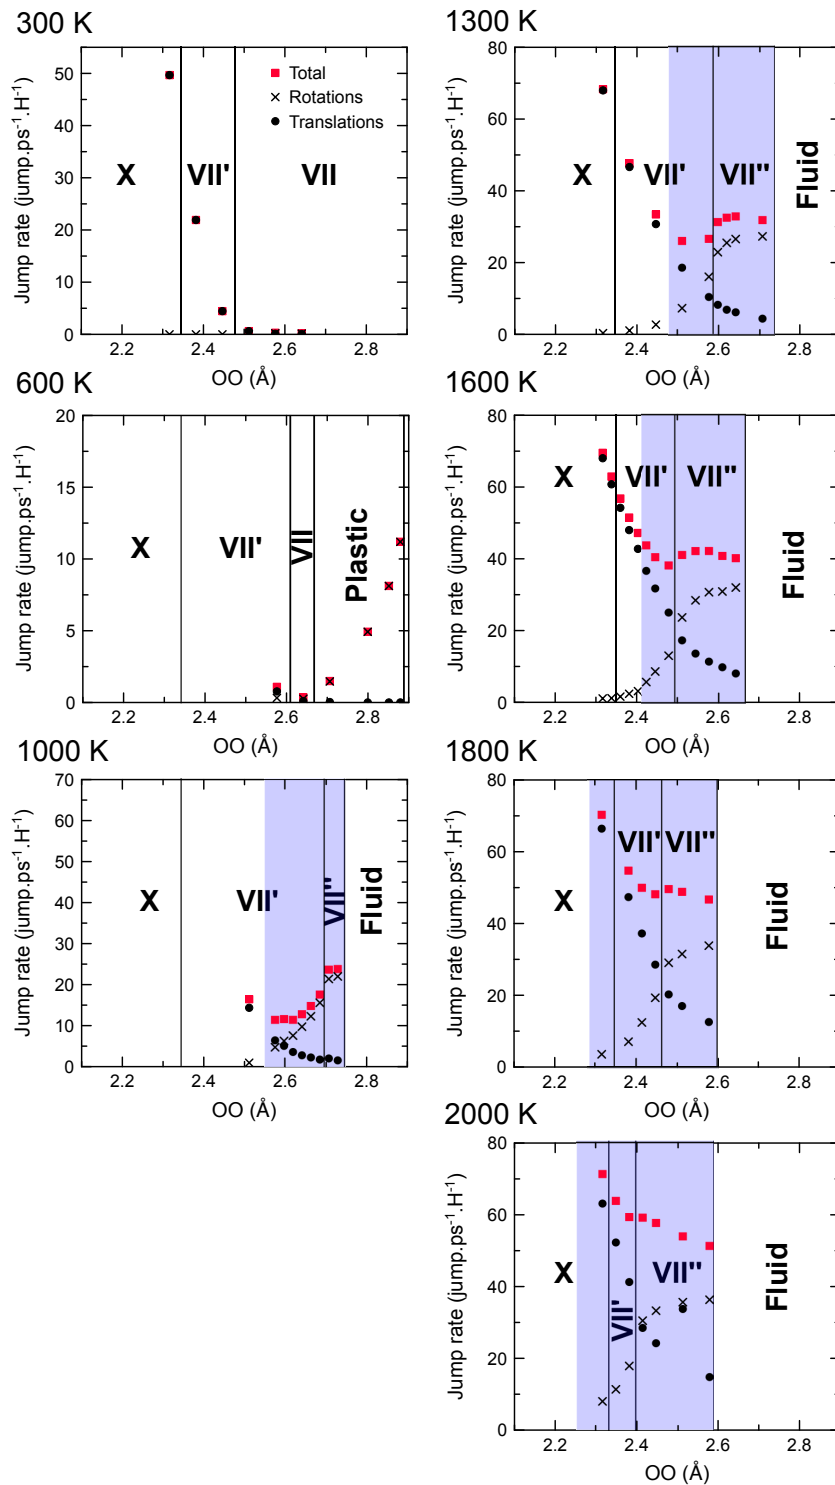 300 K
50
40
30
20
10
0
Jump rate (jump.ps⁻¹.H⁻¹)
Total
Rotations
Translations
X
VII'
VII
2.2
2.4
2.6
2.8
OO (Å)
1300 K
80
60
40
20
0
Jump rate (jump.ps⁻¹.H⁻¹)
X
VII'
VII''
Fluid
2.2
2.4
2.6
2.8
OO (Å)
600 K
20
15
10
5
0
Jump rate (jump.ps⁻¹.H⁻¹)
X
VII'
VII
Plastic
2.2
2.4
2.6
2.8
OO (Å)
1600 K
80
60
40
20
0
Jump rate (jump.ps⁻¹.H⁻¹)
X
VII'
VII''
Fluid
2.2
2.4
2.6
2.8
OO (Å)
1000 K
70
60
50
40
30
20
10
0
Jump rate (jump.ps⁻¹.H⁻¹)
X
VII'
VII''
Fluid
2.2
2.4
2.6
2.8
OO (Å)
1800 K
80
60
40
20
0
Jump rate (jump.ps⁻¹.H⁻¹)
X
VII'
VII''
Fluid
2.2
2.4
2.6
2.8
OO (Å)
2000 K
80
60
40
20
0
Jump rate (jump.ps⁻¹.H⁻¹)
X
VII'
VII''
Fluid
2.2
2.4
2.6
2.8
OO (Å)